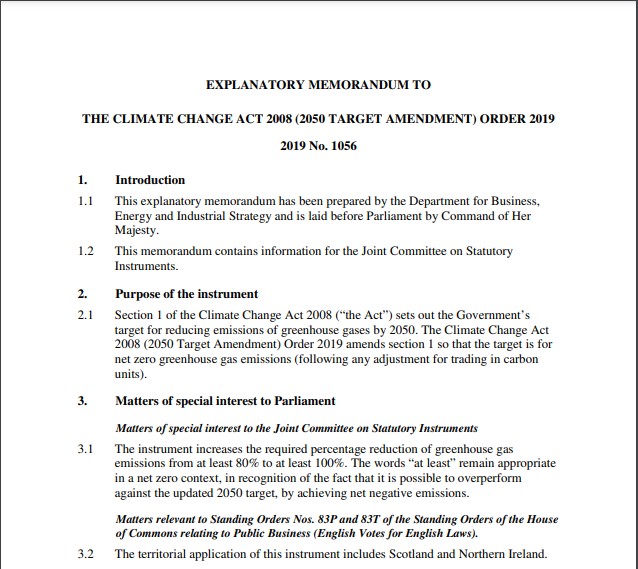 EXPLANATORY MEMORANDUM TO
THE CLIMATE CHANGE ACT 2008 (2050 TARGET AMENDMENT) ORDER 2019
2019 No. 1056
1. Introduction
1.1 This explanatory memorandum has been prepared by the Department for Business,
Energy and Industrial Strategy and is laid before Parliament by Command of Her
Majesty.
1.2 This memorandum contains information for the Joint Committee on Statutory
Instruments.
2. Purpose of the instrument
2.1 Section 1 of the Climate Change Act 2008 (“the Act”) sets out the Government’s
target for reducing emissions of greenhouse gases by 2050. The Climate Change Act
2008 (2050 Target Amendment) Order 2019 amends section 1 so that the target is for
net zero greenhouse gas emissions (following any adjustment for trading in carbon
units).
3. Matters of special interest to Parliament
Matters of special interest to the Joint Committee on Statutory Instruments
3.1 The instrument increases the required percentage reduction of greenhouse gas
emissions from at least 80% to at least 100%. The words “at least” remain appropriate
in a net zero context, in recognition of the fact that it is possible to overperform
against the updated 2050 target, by achieving net negative emissions.
Matters relevant to Standing Orders Nos. 83P and 83T of the Standing Orders of the House
of Commons relating to Public Business (English Votes for English Laws).
3.2 The territorial application of this instrument includes Scotland and Northern Ireland.